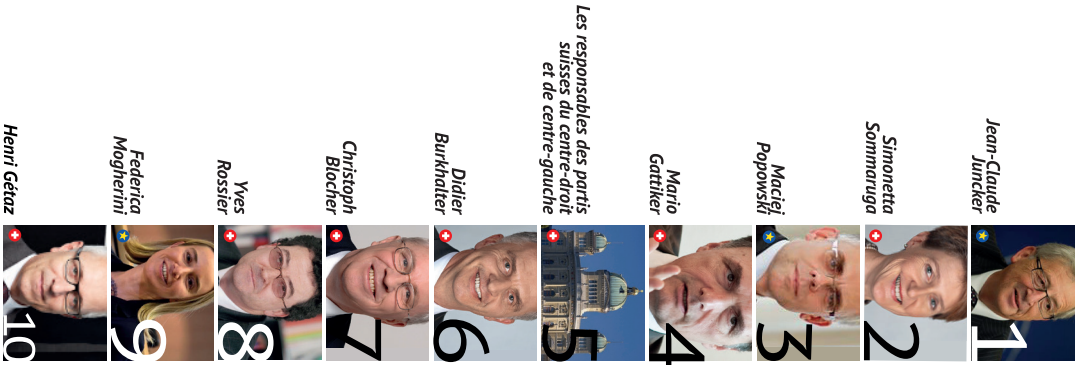 Jean-Claude
Juncker
1
Simonetta
Sommaruga
2
Maciej
Popowski
3
Mario
Gattiker
4
Les responsables des partis
suisses du centre-droit
et de centre-gauche
5
Didier
Burkhalter
6
Christoph
Blocher
7
Yves
Rossier
8
Federica
Mogherini
9
Henri Gétaz
10